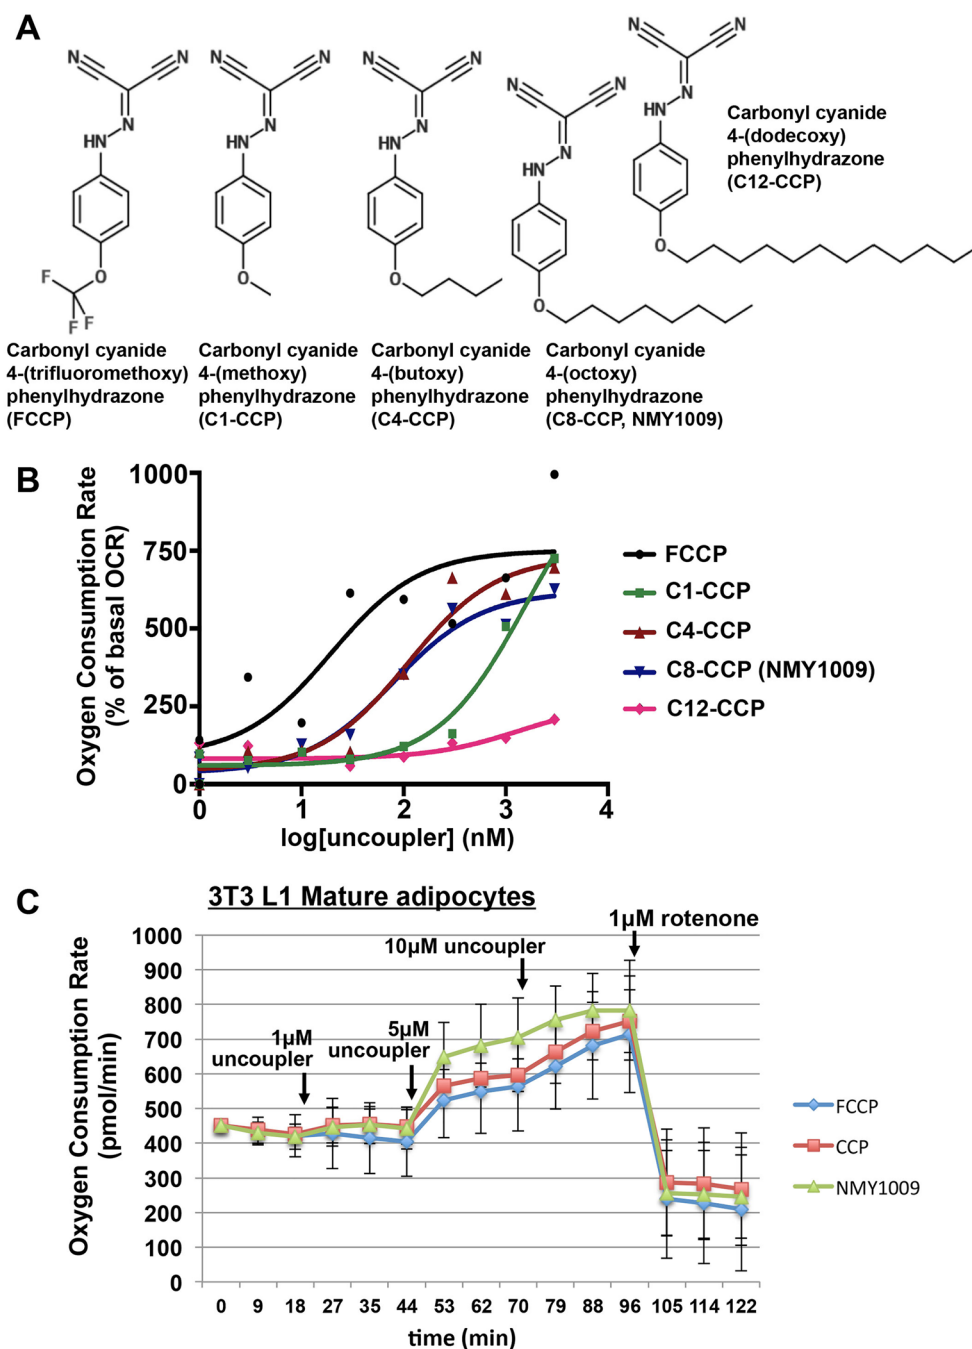 A
N N
N
HN
O
F
F F
Carbonyl cyanide
4-(trifluoromethoxy)
phenylhydrazone
(FCCP)
N N
N
HN
O
Carbonyl cyanide
4-(methoxy)
phenylhydrazone
(C1-CCP)
N N
N
HN
O
Carbonyl cyanide
4-(butoxy)
phenylhydrazone
(C4-CCP)
N N
N
HN
O
Carbonyl cyanide
4-(octoxy)
phenylhydrazone
(C8-CCP, NMY1009)
N N
N
HN
O
Carbonyl cyanide
4-(dodecoxy)
phenylhydrazone
(C12-CCP)
B
Oxygen Consumption Rate
(% of basal OCR)
1000
750
500
250
0
0 1 2 3 4
log[uncoupler] (nM)
FCCP
C1-CCP
C4-CCP
C8-CCP (NMY1009)
C12-CCP
C
3T3 L1 Mature adipocytes
Oxygen Consumption Rate
(pmol/min)
1000
900
800
700
600
500
400
300
200
100
0
1µM
uncoupler
5µM
uncoupler
10µM uncoupler
1µM rotenone
0 9 18 27 35 44 53 62 70 79 88 96 105 114 122
time (min)
FCCP
CCP
NMY1009